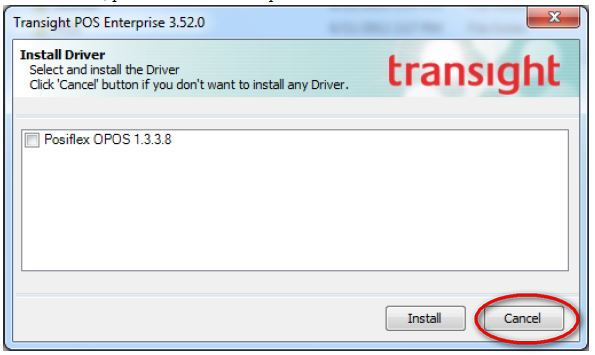 Transight POS Enterprise 3.52.0
Install Driver
Select and install the Driver
Click 'Cancel' button if you don't want to install any Driver.
transight
Posiflex OPOS 1.3.3.8
Install
Cancel